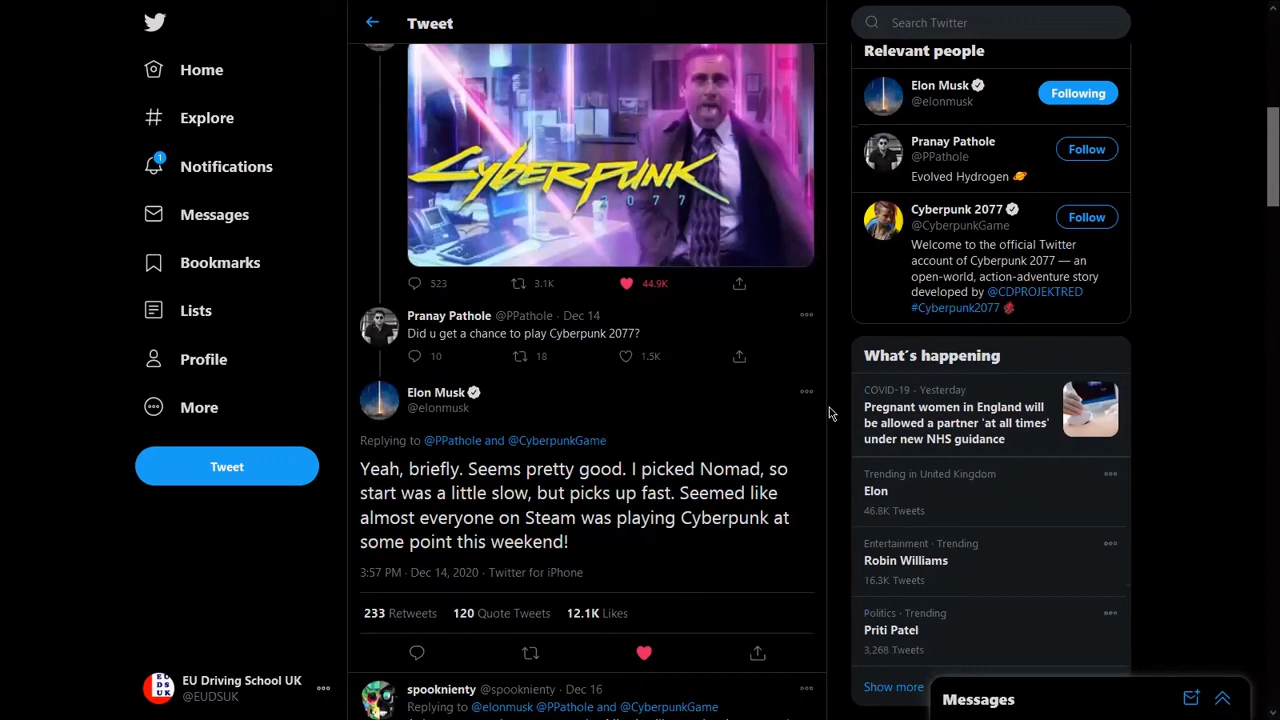 Home
Explore
Notifications
1
Messages
Bookmarks
Lists
Profile
More
Tweet
EU Driving School UK
@EUDSUK
EU
DS
UK
Tweet
CYBERPUNK
2077
523
3.1K
44.9K
Pranay Pathole @PPathole · Dec 14
Did u get a chance to play Cyberpunk 2077?
10
18
1.5K
Elon Musk
@elonmusk
Replying to @PPathole and @CyberpunkGame
Yeah, briefly. Seems pretty good. I picked Nomad, so
start was a little slow, but picks up fast. Seemed like
almost everyone on Steam was playing Cyberpunk at
some point this weekend!
3:57 PM · Dec 14, 2020 · Twitter for iPhone
233 Retweets 120 Quote Tweets 12.1K Likes
spooknienty @spooknienty · Dec 16
Replying to @elonmusk @PPathole and @CyberpunkGame
Search Twitter
Relevant people
Elon Musk
@elonmusk
Following
Pranay Pathole
@PPathole
Follow
Evolved Hydrogen 🪐
Cyberpunk 2077
@CyberpunkGame
Follow
Welcome to the official Twitter
account of Cyberpunk 2077 — an
open-world, action-adventure story
developed by @CDPROJEKTRED
#Cyberpunk2077
What's happening
COVID-19 · Yesterday
Pregnant women in England will
be allowed a partner 'at all times'
under new NHS guidance
Trending in United Kingdom
Elon
46.8K Tweets
Entertainment · Trending
Robin Williams
16.3K Tweets
Politics · Trending
Priti Patel
3,268 Tweets
Show more
Messages